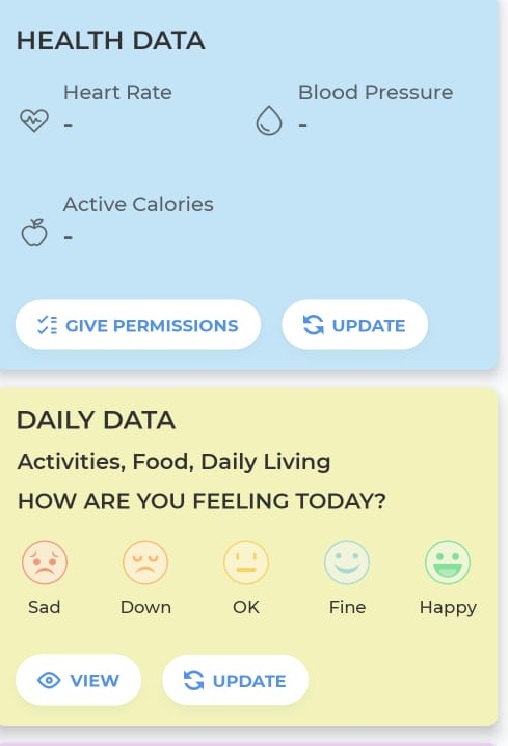 HEALTH DATA
Heart Rate
-
Blood Pressure
-
Active Calories
-
GIVE PERMISSIONS
UPDATE
DAILY DATA
Activities, Food, Daily Living
HOW ARE YOU FEELING TODAY?
Sad Down OK Fine Happy
VIEW
UPDATE